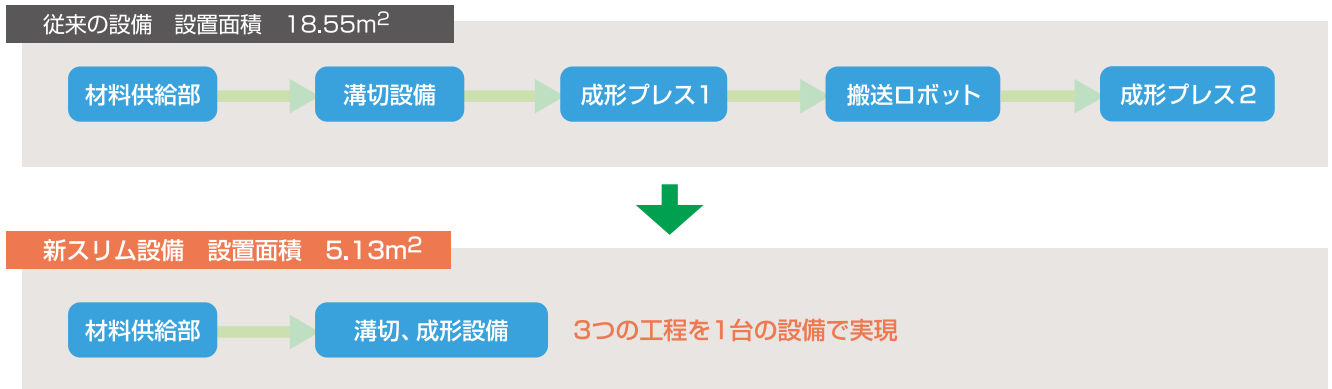 従来の設備　設置面積　18.55m²
材料供給部
溝切設備
成形プレス1
搬送ロボット
成形プレス2
新スリム設備　設置面積　5.13m²
材料供給部
溝切、成形設備
3つの工程を1台の設備で実現